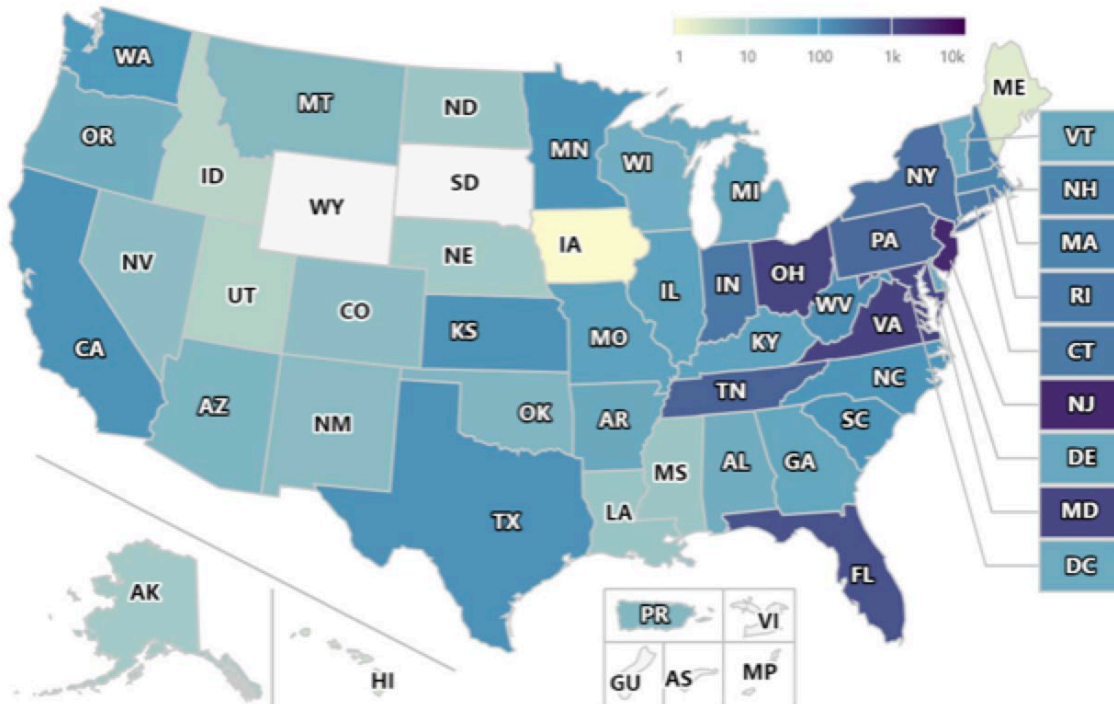 1 10 100 1k 10k
WA
ME
MT
ND
VT
OR
MN
ID
WI
SD
NY
NH
MI
WY
PA
MA
IA
NE
OH
NV
IN
RI
UT
IL
CO
WV
VA
KS
MO
KY
CA
CT
NC
TN
AZ
OK
NJ
NM
AR
SC
AL
GA
DE
MS
LA
MD
TX
DC
FL
AK
PR
VI
HI
GU
AS
MP